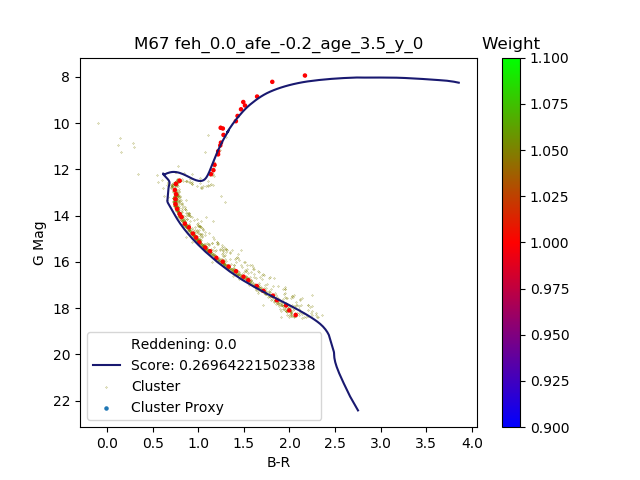 M67 feh_0.0_afe_-0.2_age_3.5_y_0
Weight
8
10
12
14
16
18
20
22
G Mag
0.0 0.5 1.0 1.5 2.0 2.5 3.0 3.5 4.0
B-R
Reddening: 0.0
Score: 0.26964221502338
Cluster
Cluster Proxy
1.100
1.075
1.050
1.025
1.000
0.975
0.950
0.925
0.900